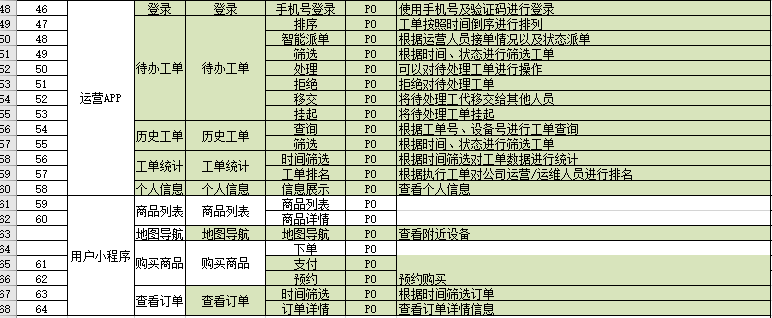 48 46 登录 登录 手机号登录 P0 使用手机号及验证码进行登录
49 47 排序 P0 工单按照时间倒序进行排列
50 48 智能派单 P0 根据运营人员接单情况以及状态派单
51 49 筛选 P0 根据时间、状态进行筛选工单
52 50 待办工单 待办工单 处理 P0 可以对待处理工单进行操作
53 51 拒绝 P0 拒绝对待处理工单
54 52 运营APP 移交 P0 将待处理工代移交给其他人员
55 53 挂起 P0 将待处理工单挂起
56 54 历史工单 历史工单 查询 P0 根据工单号、设备号进行工单查询
57 55 筛选 P0 根据时间、状态进行筛选工单
58 56 工单统计 工单统计 时间筛选 P0 根据时间筛选对工单数据进行统计
59 57 工单排名 P0 根据执行工单对公司运营/运维人员进行排名
60 58 个人信息 个人信息 信息展示 P0 查看个人信息
61 59 商品列表 商品列表 商品列表 P0
62 60 商品详情 P0
63 地图导航 地图导航 地图导航 P0 查看附近设备
64 用户小程序 下单 P0
65 61 购买商品 购买商品 支付 P0
66 62 预约 P0 预约购买
67 63 查看订单 查看订单 时间筛选 P0 根据时间筛选订单
68 64 订单详情 P0 查看订单详情信息